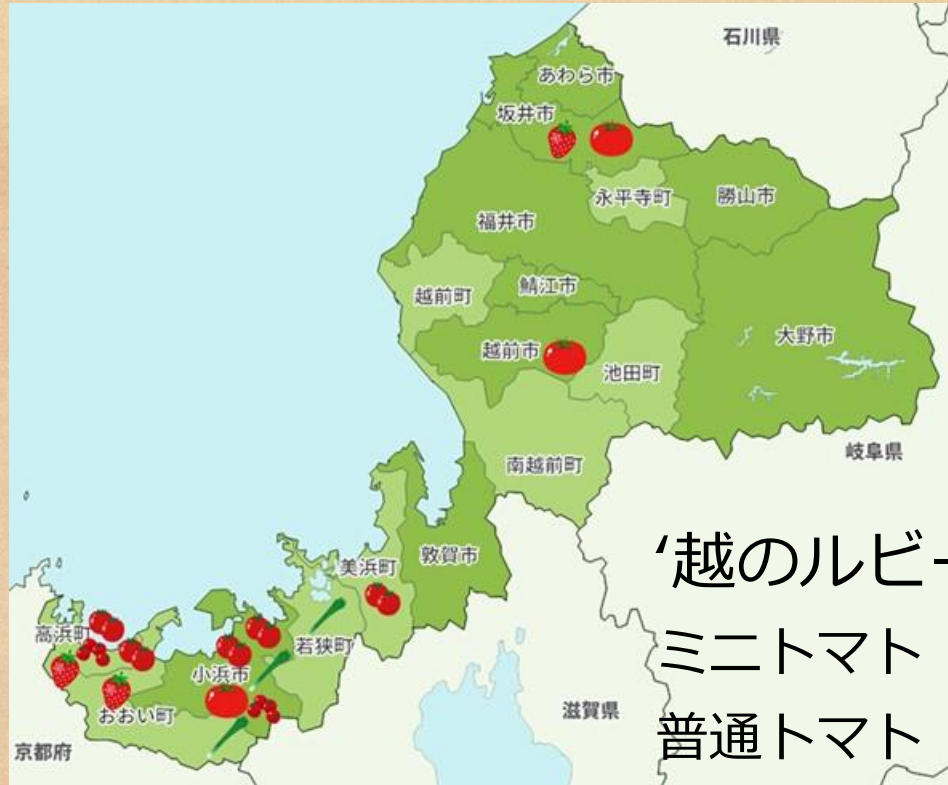 石川県
あわら市
坂井市
永平寺町
勝山市
福井市
越前町
鯖江市
大野市
越前市
池田町
岐阜県
南越前町
敦賀市
美浜町
‘越のルビー
高浜町
若狭町
ミニトマト
小浜市
おおい町
滋賀県
普通トマト
京都府